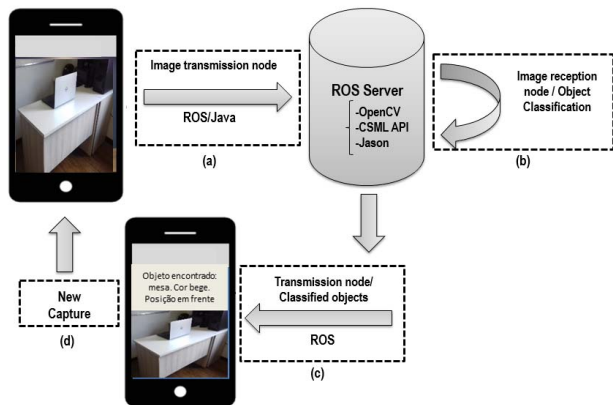 Image transmission node
ROS/Java
(a)
ROS Server
-OpenCV
-CSML API
-Jason
Image reception
node / Object
Classification
(b)
Transmission node/
Classified objects
ROS
(c)
Objeto encontrado:
mesa. Cor bege.
Posição em frente
New
Capture
(d)